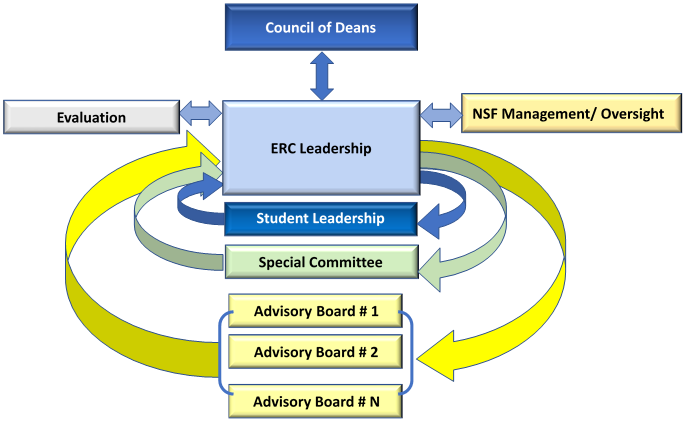 Council of Deans
Evaluation
NSF Management/ Oversight
ERC Leadership
Student Leadership
Special Committee
Advisory Board # 1
Advisory Board # 2
Advisory Board # N